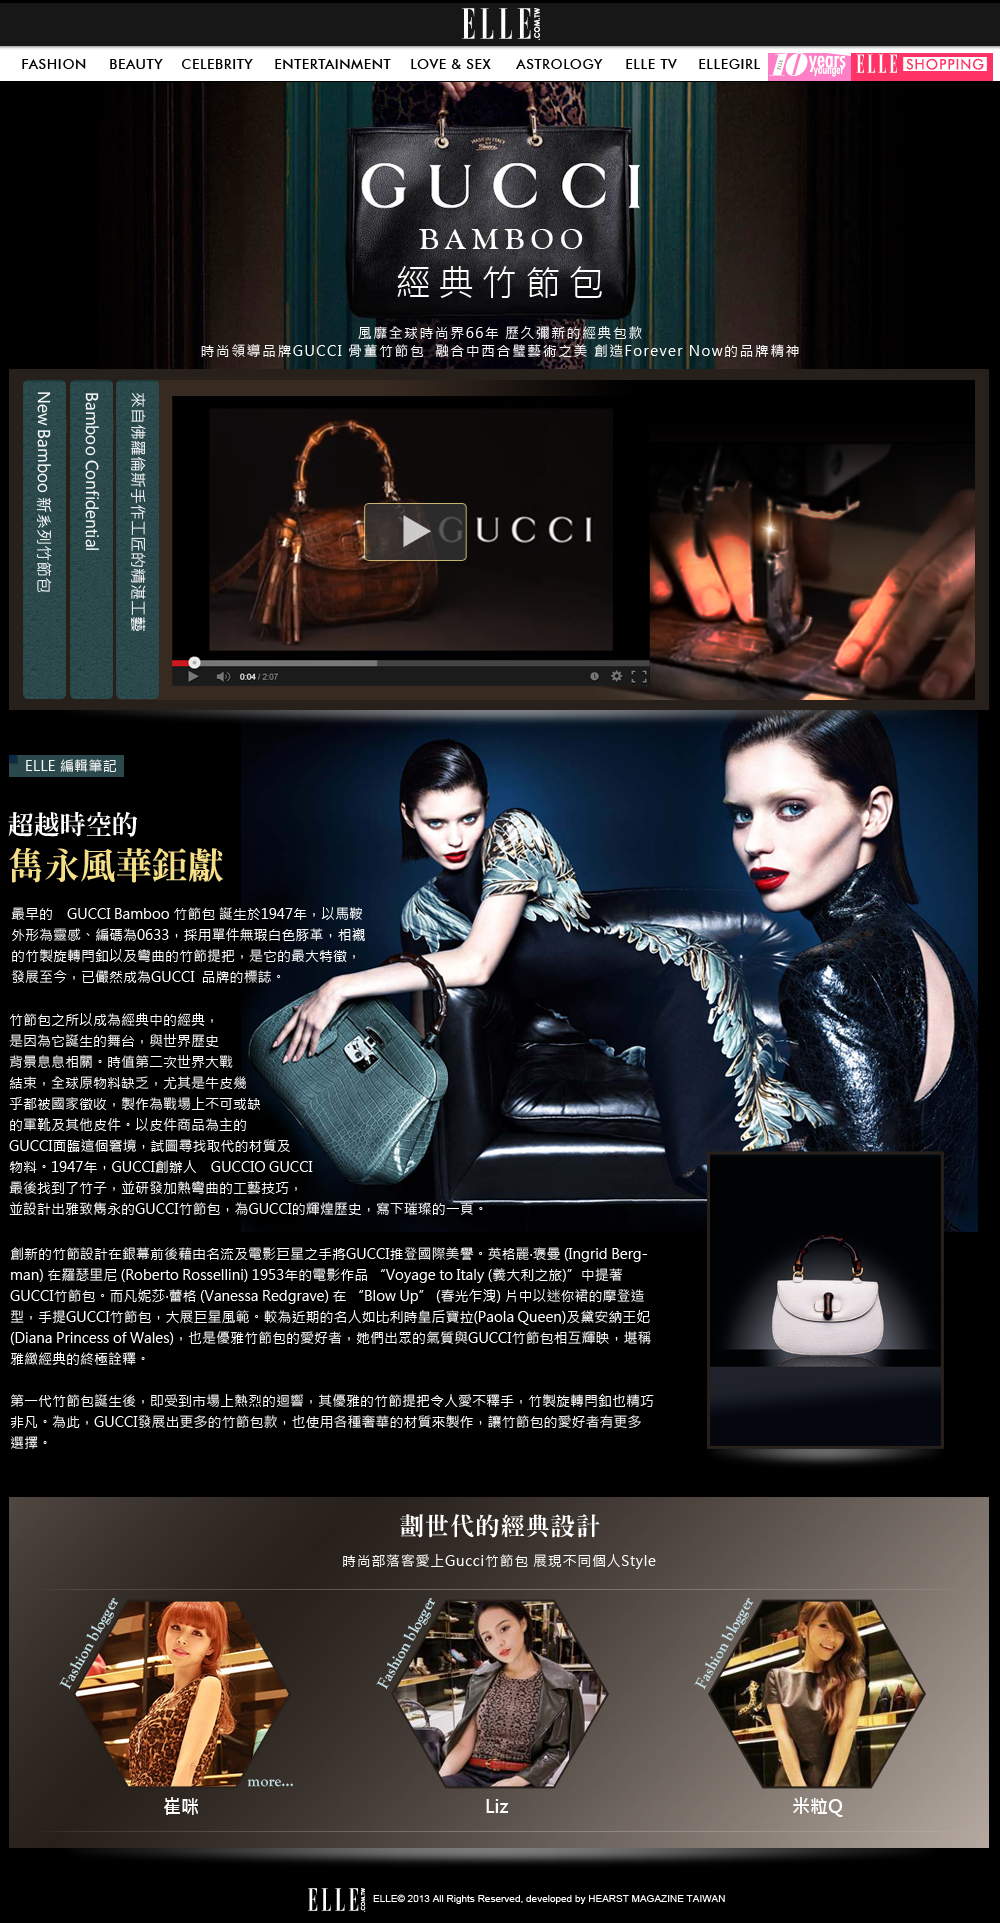 ELLE.COM.TW
FASHION BEAUTY CELEBRITY ENTERTAINMENT LOVE & SEX ASTROLOGY ELLE TV ELLEGIRL ELLE 10 years younger ELLE SHOPPING
MADE IN ITALY
GUCCI
BAMBOO
經典竹節包
風靡全球時尚界66年 歷久彌新的經典包款
時尚領導品牌GUCCI 骨董竹節包 融合中西合璧藝術之美 創造Forever Now的品牌精神
New Bamboo 新系列竹節包
Bamboo Confidential
來自佛羅倫斯手作工匠的精湛工藝
GUCCI
0:04 / 2:07
ELLE 編輯筆記
超越時空的
雋永風華鉅獻
最早的 GUCCI Bamboo 竹節包 誕生於1947年，以馬鞍
外形為靈感、編碼為0633，採用單件無瑕白色豚革，相襯
的竹製旋轉閂釦以及彎曲的竹節提把，是它的最大特徵，
發展至今，已儼然成為GUCCI 品牌的標誌。
竹節包之所以成為經典中的經典，
是因為它誕生的舞台，與世界歷史
背景息息相關。時值第二次世界大戰
結束，全球原物料缺乏，尤其是牛皮幾
乎都被國家徵收，製作為戰場上不可或缺
的軍靴及其他皮件。以皮件商品為主的
GUCCI面臨這個窘境，試圖尋找取代的材質及
物料。1947年，GUCCI創辦人 GUCCIO GUCCI
最後找到了竹子，並研發加熱彎曲的工藝技巧，
並設計出雅致雋永的GUCCI竹節包，為GUCCI的輝煌歷史，寫下璀璨的一頁。
創新的竹節設計在銀幕前後藉由名流及電影巨星之手將GUCCI推登國際美譽。英格麗‧褒曼 (Ingrid Berg-
man) 在羅瑟里尼 (Roberto Rossellini) 1953年的電影作品 “Voyage to Italy (義大利之旅)” 中提著
GUCCI竹節包。而凡妮莎‧蕾格 (Vanessa Redgrave) 在 “Blow Up” (春光乍洩) 片中以迷你裙的摩登造
型，手提GUCCI竹節包，大展巨星風範。較為近期的名人如比利時皇后寶拉(Paola Queen)及黛安納王妃
(Diana Princess of Wales)，也是優雅竹節包的愛好者，她們出眾的氣質與GUCCI竹節包相互輝映，堪稱
雅緻經典的終極詮釋。
第一代竹節包誕生後，即受到市場上熱烈的迴響，其優雅的竹節提把令人愛不釋手，竹製旋轉閂釦也精巧
非凡。為此，GUCCI發展出更多的竹節包款，也使用各種奢華的材質來製作，讓竹節包的愛好者有更多
選擇。
劃世代的經典設計
時尚部落客愛上Gucci竹節包 展現不同個人Style
Fashion blogger
Fashion blogger
Fashion blogger
more...
崔咪
Liz
米粒Q
ELLE.COM.TW ELLE© 2013 All Rights Reserved, developed by HEARST MAGAZINE TAIWAN